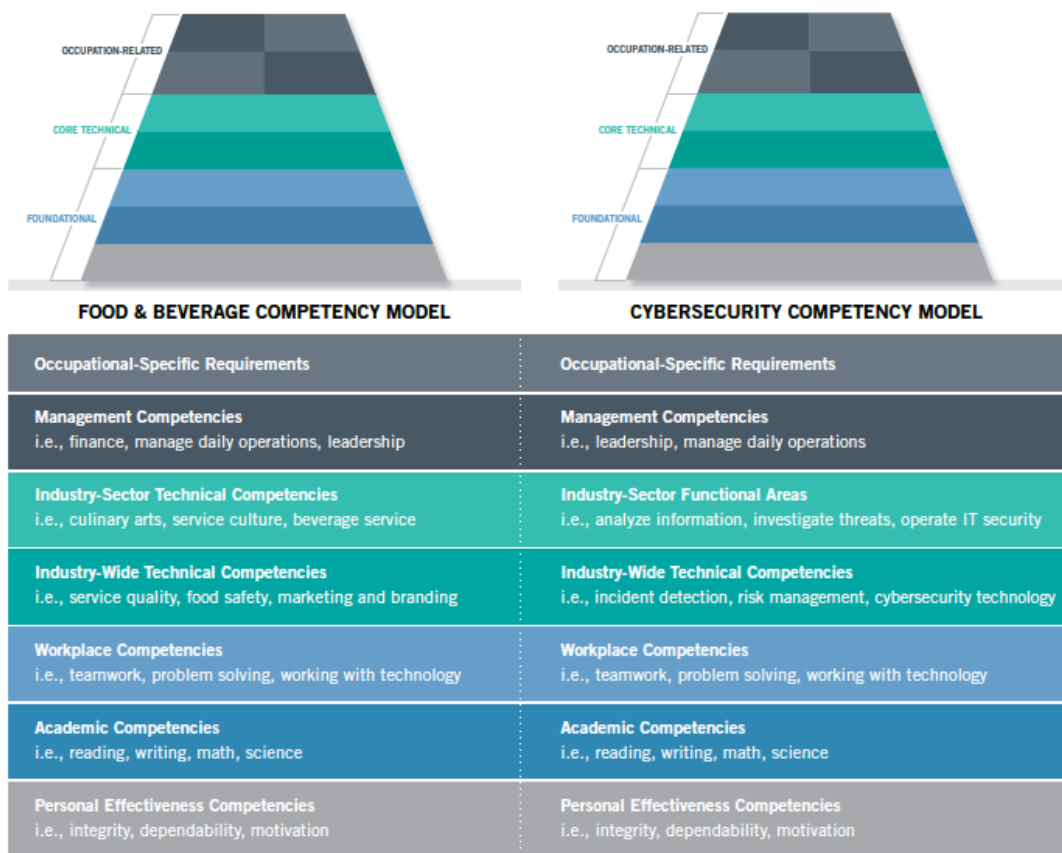 OCCUPATION-RELATED
CORE TECHNICAL
FOUNDATIONAL
FOOD & BEVERAGE COMPETENCY MODEL
Occupational-Specific Requirements
Management Competencies
i.e., finance, manage daily operations, leadership
Industry-Sector Technical Competencies
i.e., culinary arts, service culture, beverage service
Industry-Wide Technical Competencies
i.e., service quality, food safety, marketing and branding
Workplace Competencies
i.e., teamwork, problem solving, working with technology
Academic Competencies
i.e., reading, writing, math, science
Personal Effectiveness Competencies
i.e., integrity, dependability, motivation
OCCUPATION-RELATED
CORE TECHNICAL
FOUNDATIONAL
CYBERSECURITY COMPETENCY MODEL
Occupational-Specific Requirements
Management Competencies
i.e., leadership, manage daily operations
Industry-Sector Functional Areas
i.e., analyze information, investigate threats, operate IT security
Industry-Wide Technical Competencies
i.e., incident detection, risk management, cybersecurity technology
Workplace Competencies
i.e., teamwork, problem solving, working with technology
Academic Competencies
i.e., reading, writing, math, science
Personal Effectiveness Competencies
i.e., integrity, dependability, motivation